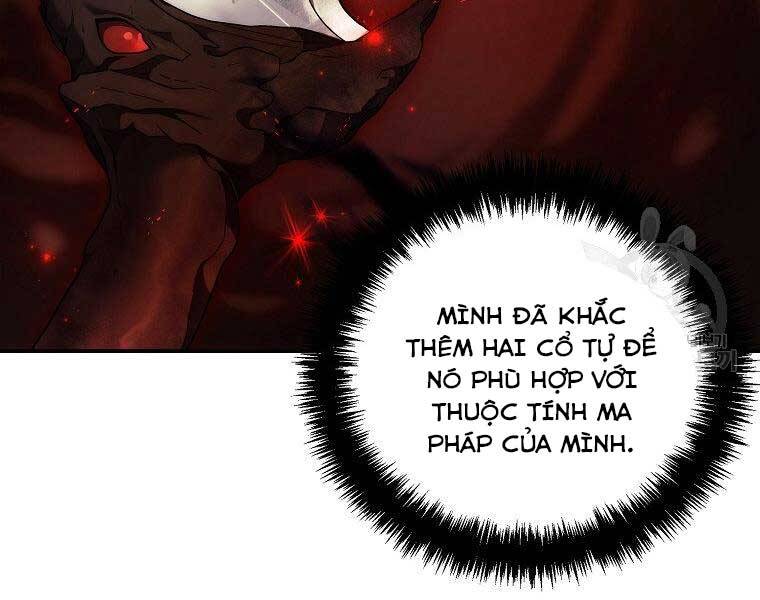 MÌNH ĐÃ KHẮC
THÊM HAI CỔ TỰ ĐỂ
NÓ PHÙ HỢP VỚI
THUỘC TÍNH MA
PHÁP CỦA MÌNH.